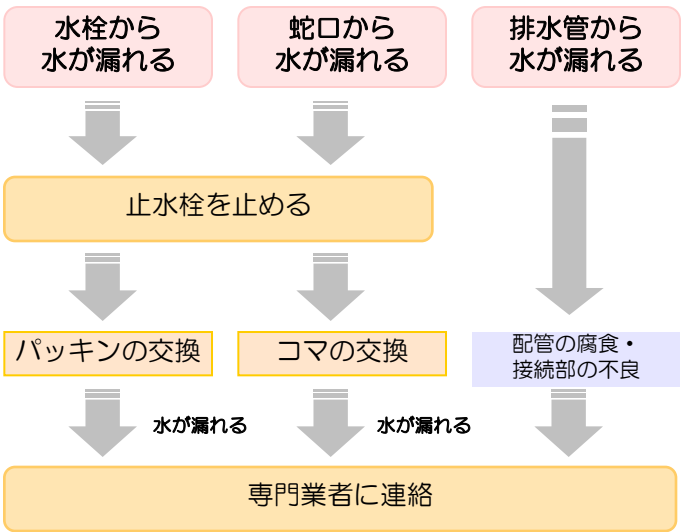 水栓から
水が漏れる
蛇口から
水が漏れる
排水管から
水が漏れる
止水栓を止める
パッキンの交換
コマの交換
配管の腐食・
接続部の不良
水が漏れる
水が漏れる
専門業者に連絡